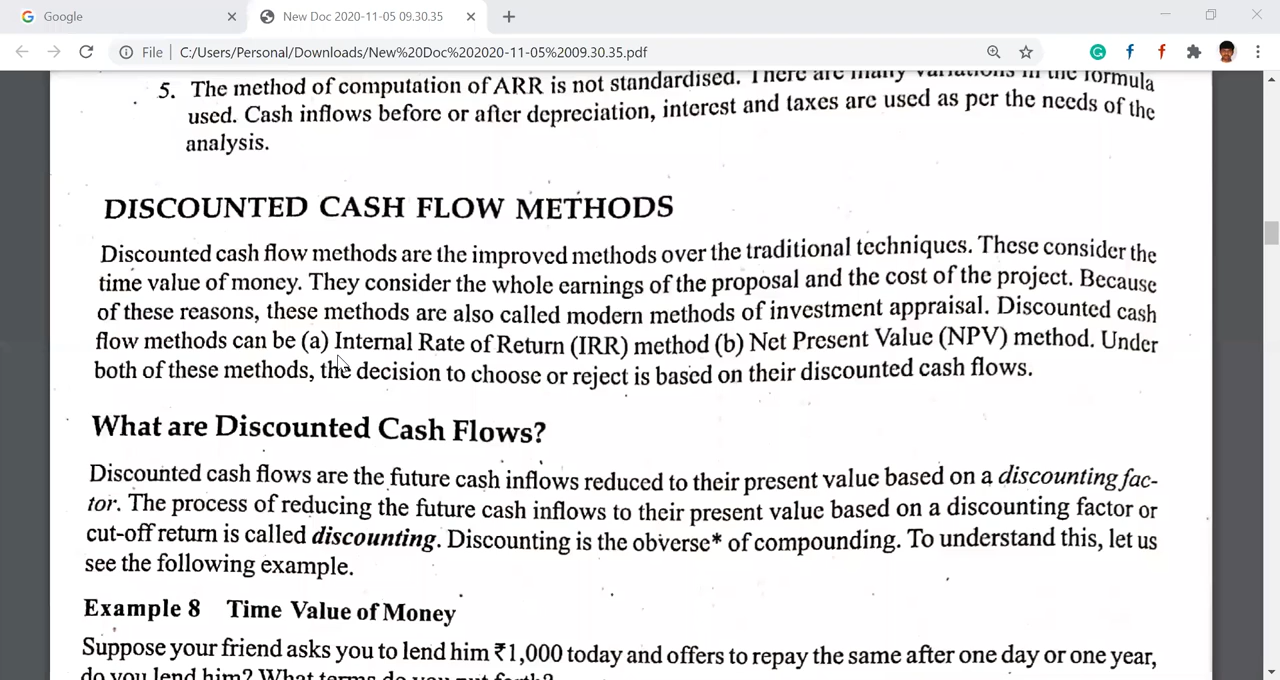 Google
New Doc 2020-11-05 09.30.35
File
C:/Users/Personal/Downloads/New%20Doc%202020-11-05%2009.30.35.pdf
5. The method of computation of ARR is not standardised. There are many variations in the formula
used. Cash inflows before or after depreciation, interest and taxes are used as per the needs of the
analysis.
DISCOUNTED CASH FLOW METHODS
Discounted cash flow methods are the improved methods over the traditional techniques. These consider the
time value of money. They consider the whole earnings of the proposal and the cost of the project. Because
of these reasons, these methods are also called modern methods of investment appraisal. Discounted cash
flow methods can be (a) Internal Rate of Return (IRR) method (b) Net Present Value (NPV) method. Under
both of these methods, the decision to choose or reject is based on their discounted cash flows.
What are Discounted Cash Flows?
Discounted cash flows are the future cash inflows reduced to their present value based on a discounting fac-
tor. The process of reducing the future cash inflows to their present value based on a discounting factor or
cut-off return is called discounting. Discounting is the obverse* of compounding. To understand this, let us
see the following example.
Example 8 Time Value of Money
Suppose your friend asks you to lend him ₹1,000 today and offers to repay the same after one day or one year,
do you lend him? What terms do you put forth?